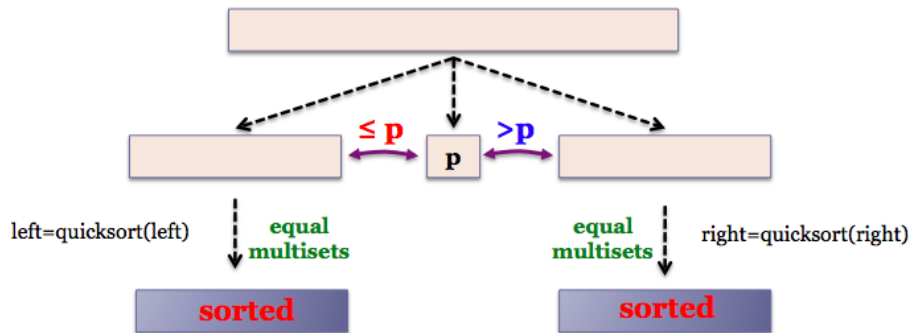 ≤ p
>p
p
left=quicksort(left)
equal
multisets
equal
multisets
right=quicksort(right)
sorted
sorted